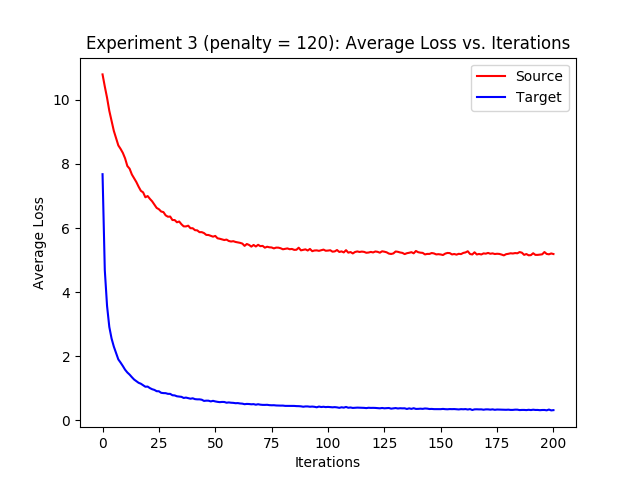 Experiment 3 (penalty = 120): Average Loss vs. Iterations
Source
Target
Average Loss
10
8
6
4
2
0
0 25 50 75 100 125 150 175 200
Iterations